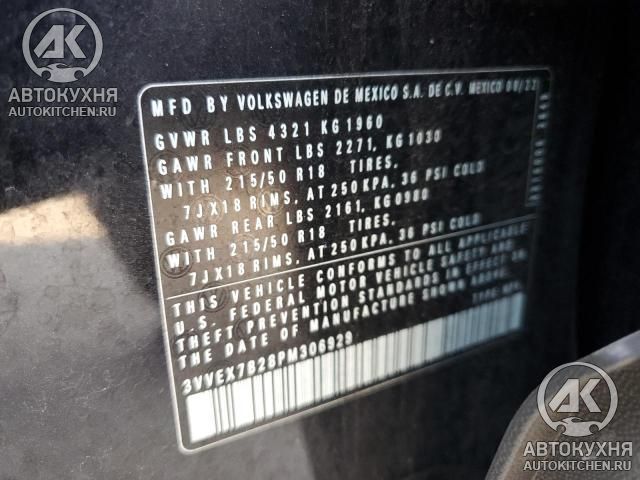 АК
АВТОКУХНЯ
AUTOKITCHEN.RU
MFD BY VOLKSWAGEN DE MEXICO S.A. DE C.V. MEXICO 08/22
GVWR LBS 4321 KG 1960
GAWR FRONT LBS 2271, KG 1030
WITH 215/50 R18 TIRES,
7JX18 RIMS, AT 250 KPA, 36 PSI COLD
GAWR REAR LBS 2161, KG 0980
WITH 215/50 R18 TIRES,
7JX18 RIMS, AT 250 KPA, 36 PSI COLD
THIS VEHICLE CONFORMS TO ALL APPLICABLE
U.S. FEDERAL MOTOR VEHICLE SAFETY AND
THEFT PREVENTION STANDARDS IN EFFECT ON
THE DATE OF MANUFACTURE SHOWN ABOVE.
3VVEX7B28PM306929
TYPE:
АК
АВТОКУХНЯ
AUTOKITCHEN.RU